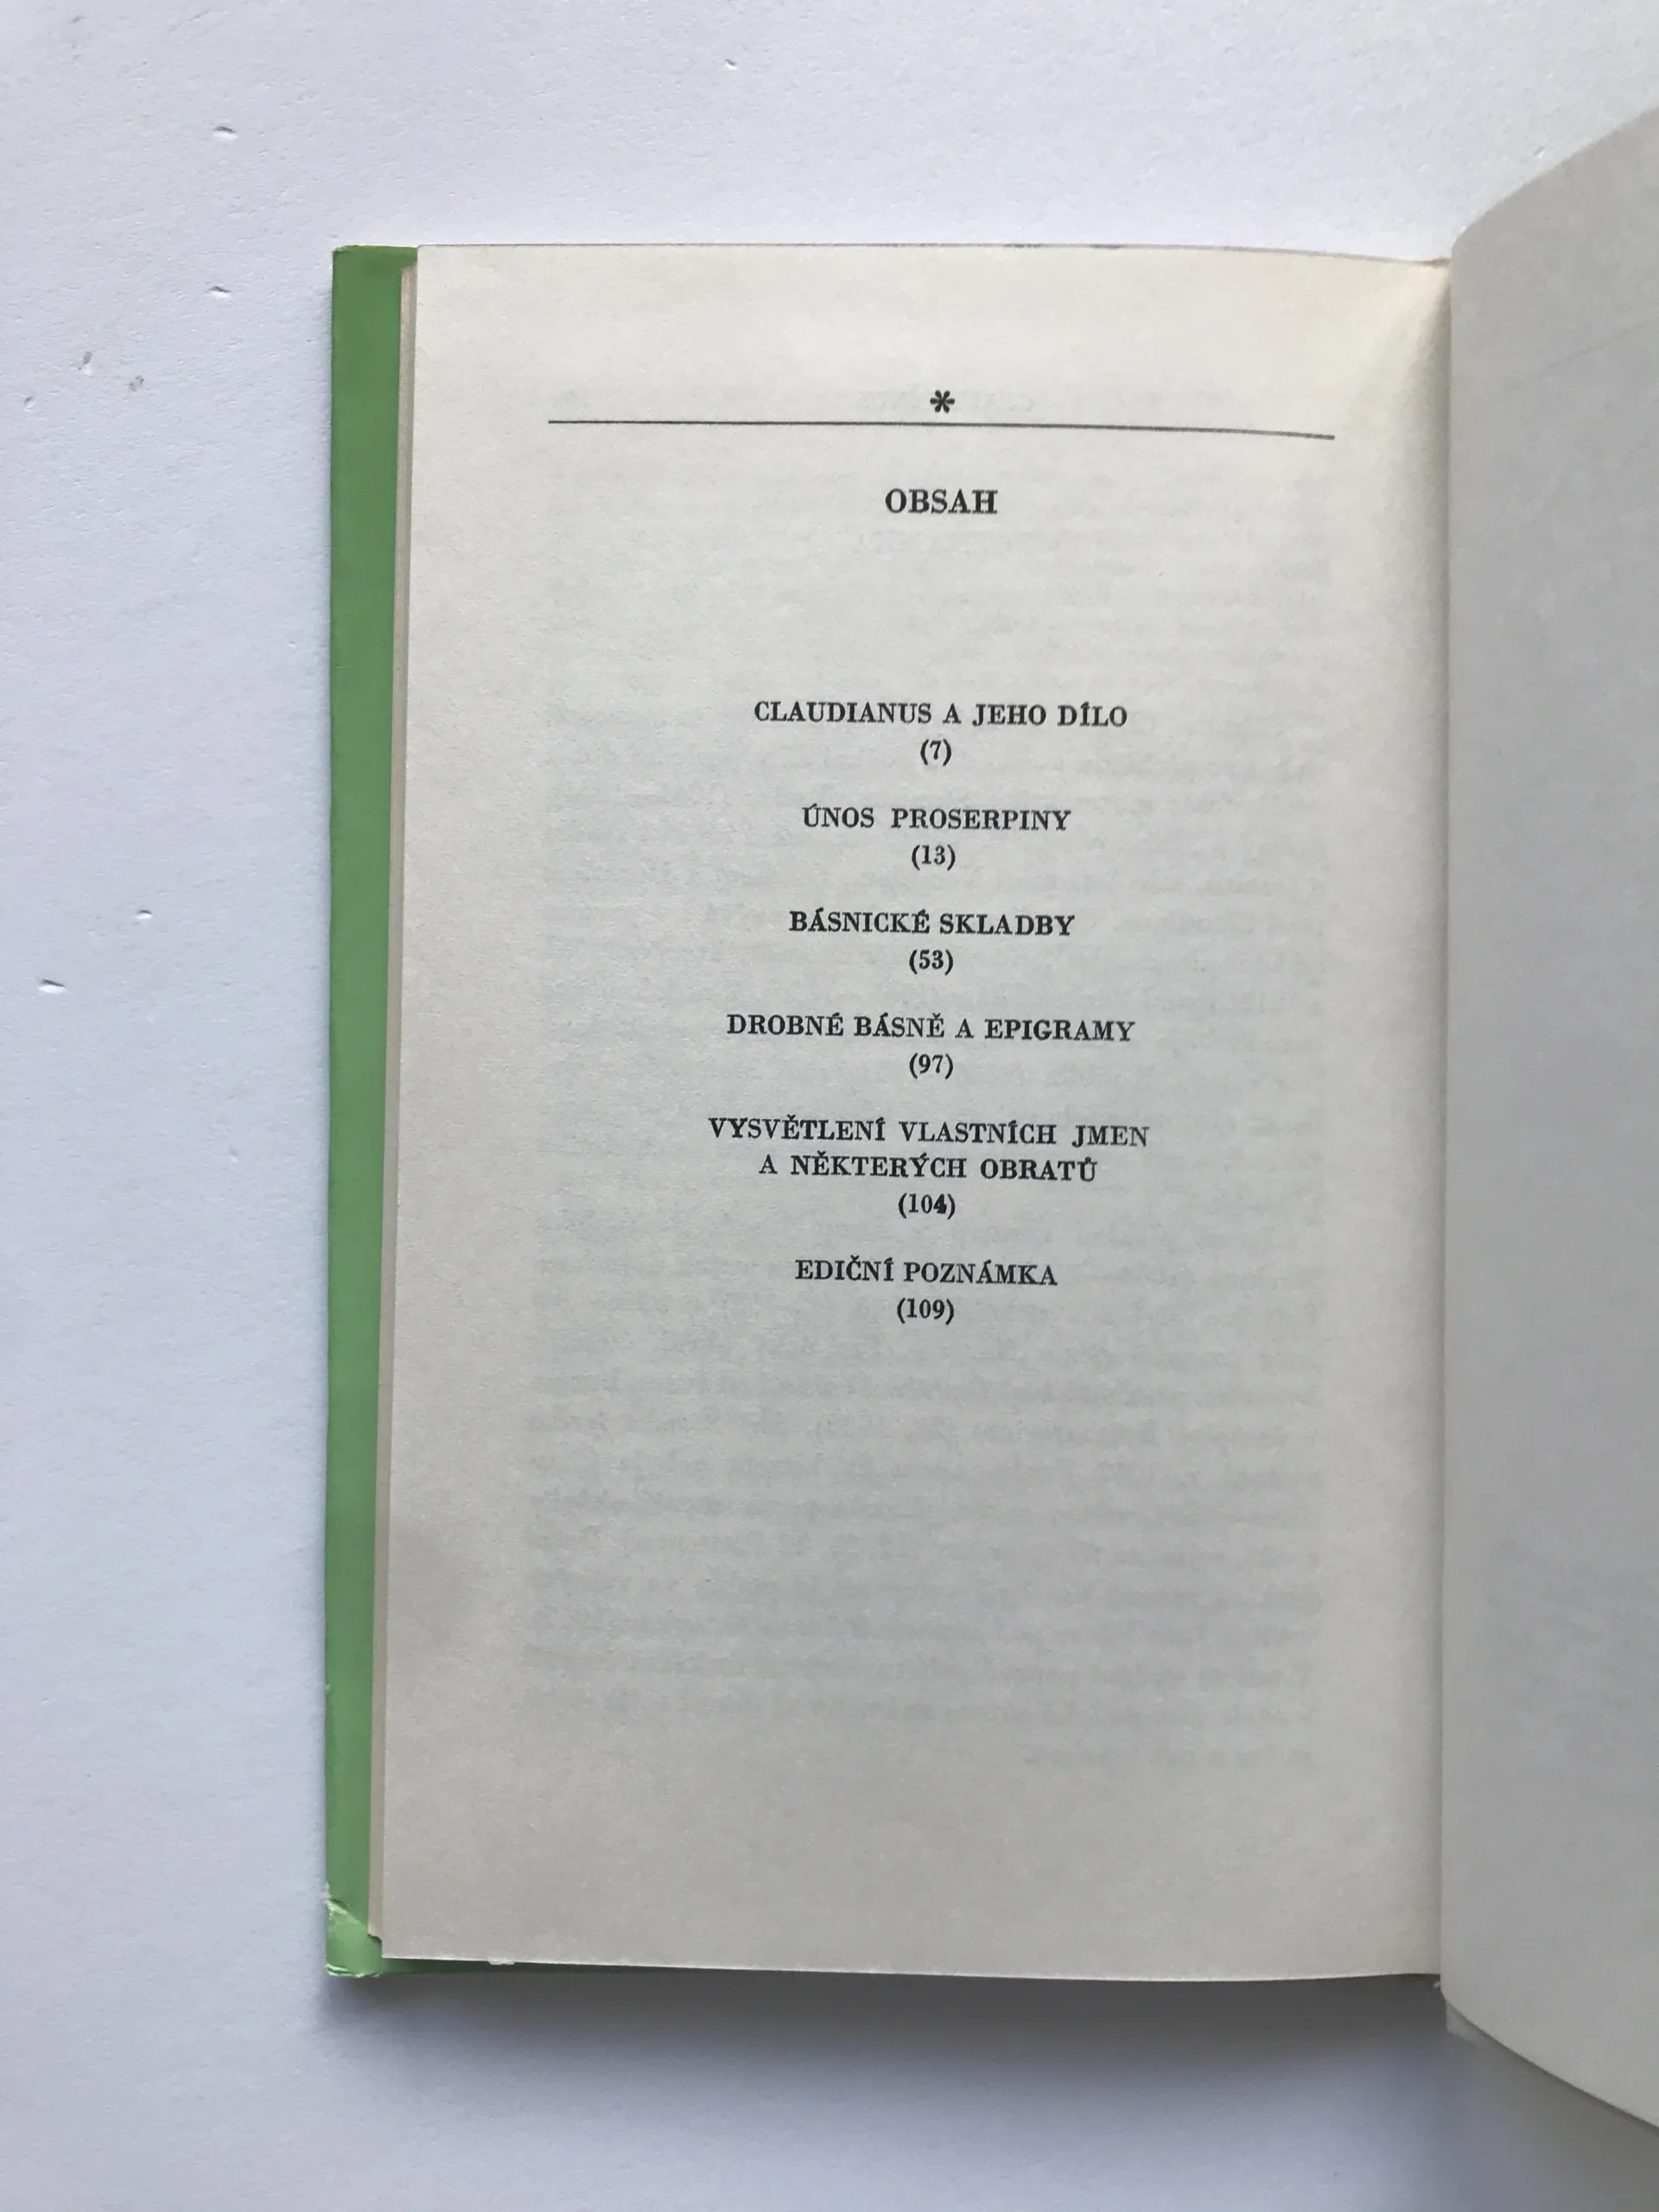 *
OBSAH
CLAUDIANUS A JEHO DÍLO
(7)
ÚNOS PROSERPINY
(13)
BÁSNICKÉ SKLADBY
(53)
DROBNÉ BÁSNĚ A EPIGRAMY
(97)
VYSVĚTLENÍ VLASTNÍCH JMEN
A NĚKTERÝCH OBRATŮ
(104)
EDIČNÍ POZNÁMKA
(109)